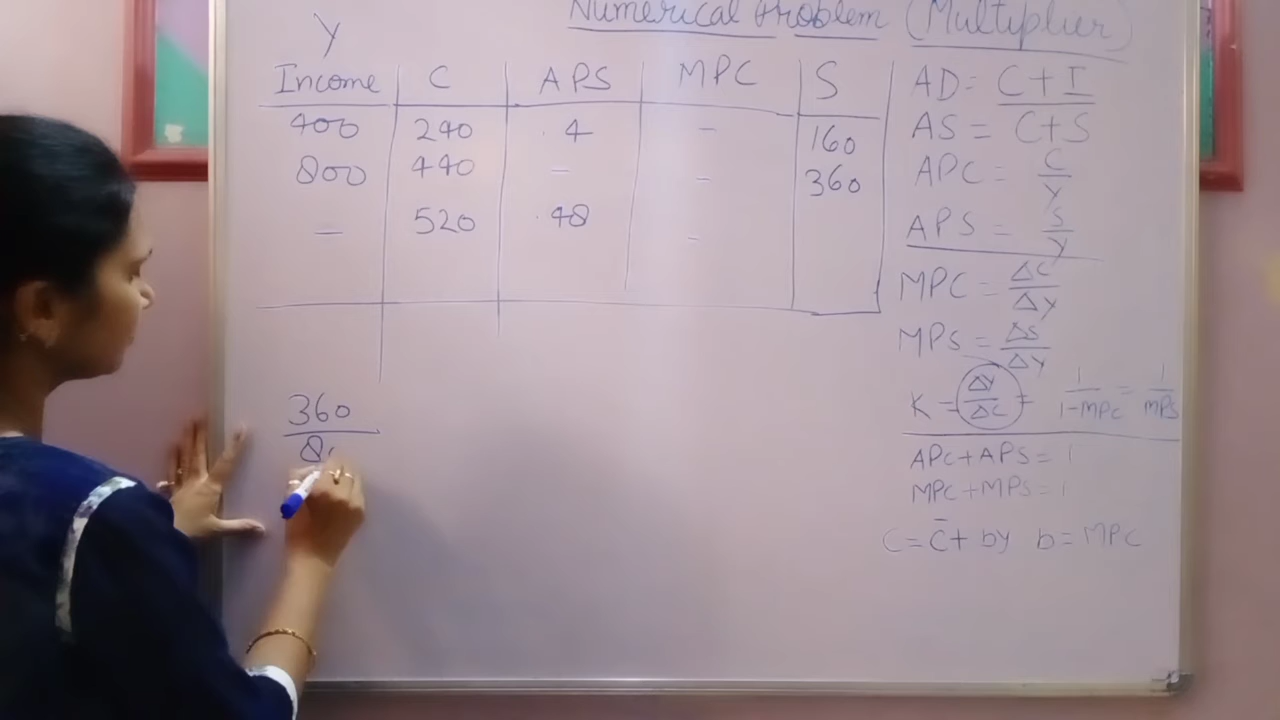 Numerical Problem (Multiplier)
Y
Income C APS MPC S
400 240 .4 - 160
800 440 - - 360
- 520 .48 -
360
80
AD = C+I
AS = C+S
APC = C/Y
APS = S/Y
MPC = ΔC/ΔY
MPS = ΔS/ΔY
K = ΔY/ΔC = 1/1-MPC = 1/MPS
APC+APS = 1
MPC+MPS = 1
C = C̄ + by b = MPC